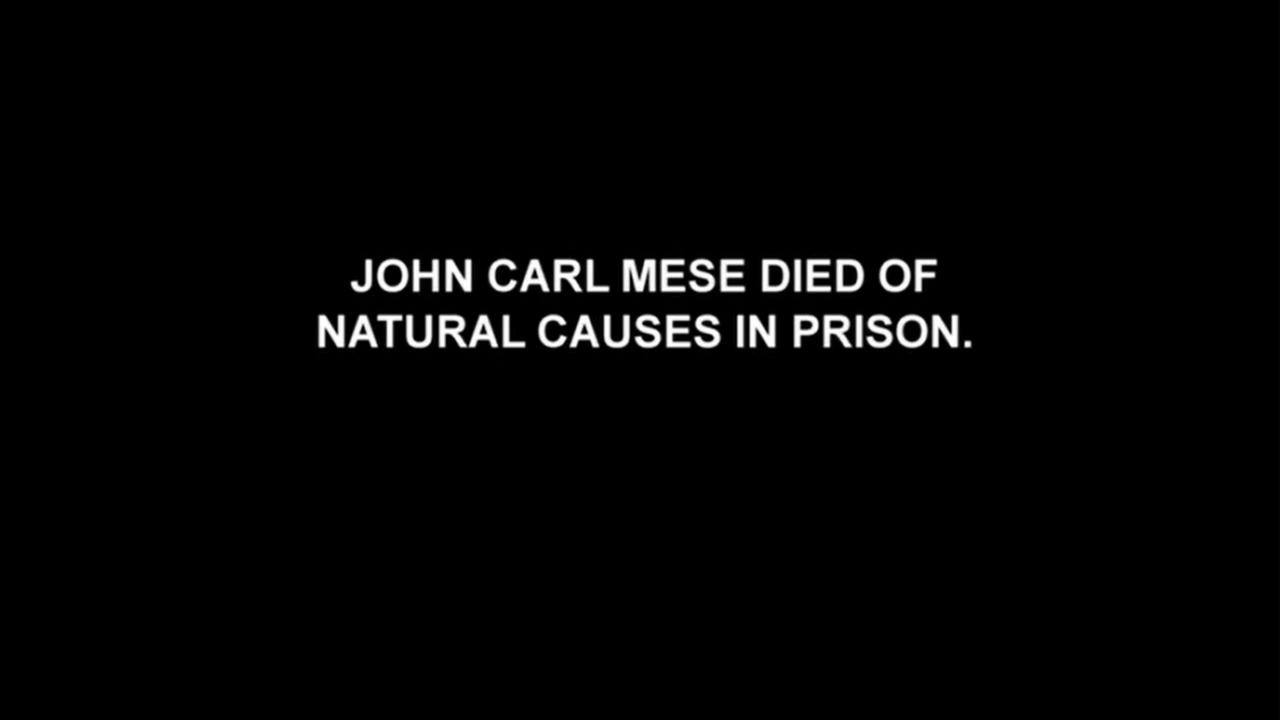 JOHN CARL MESE DIED OF
NATURAL CAUSES IN PRISON.